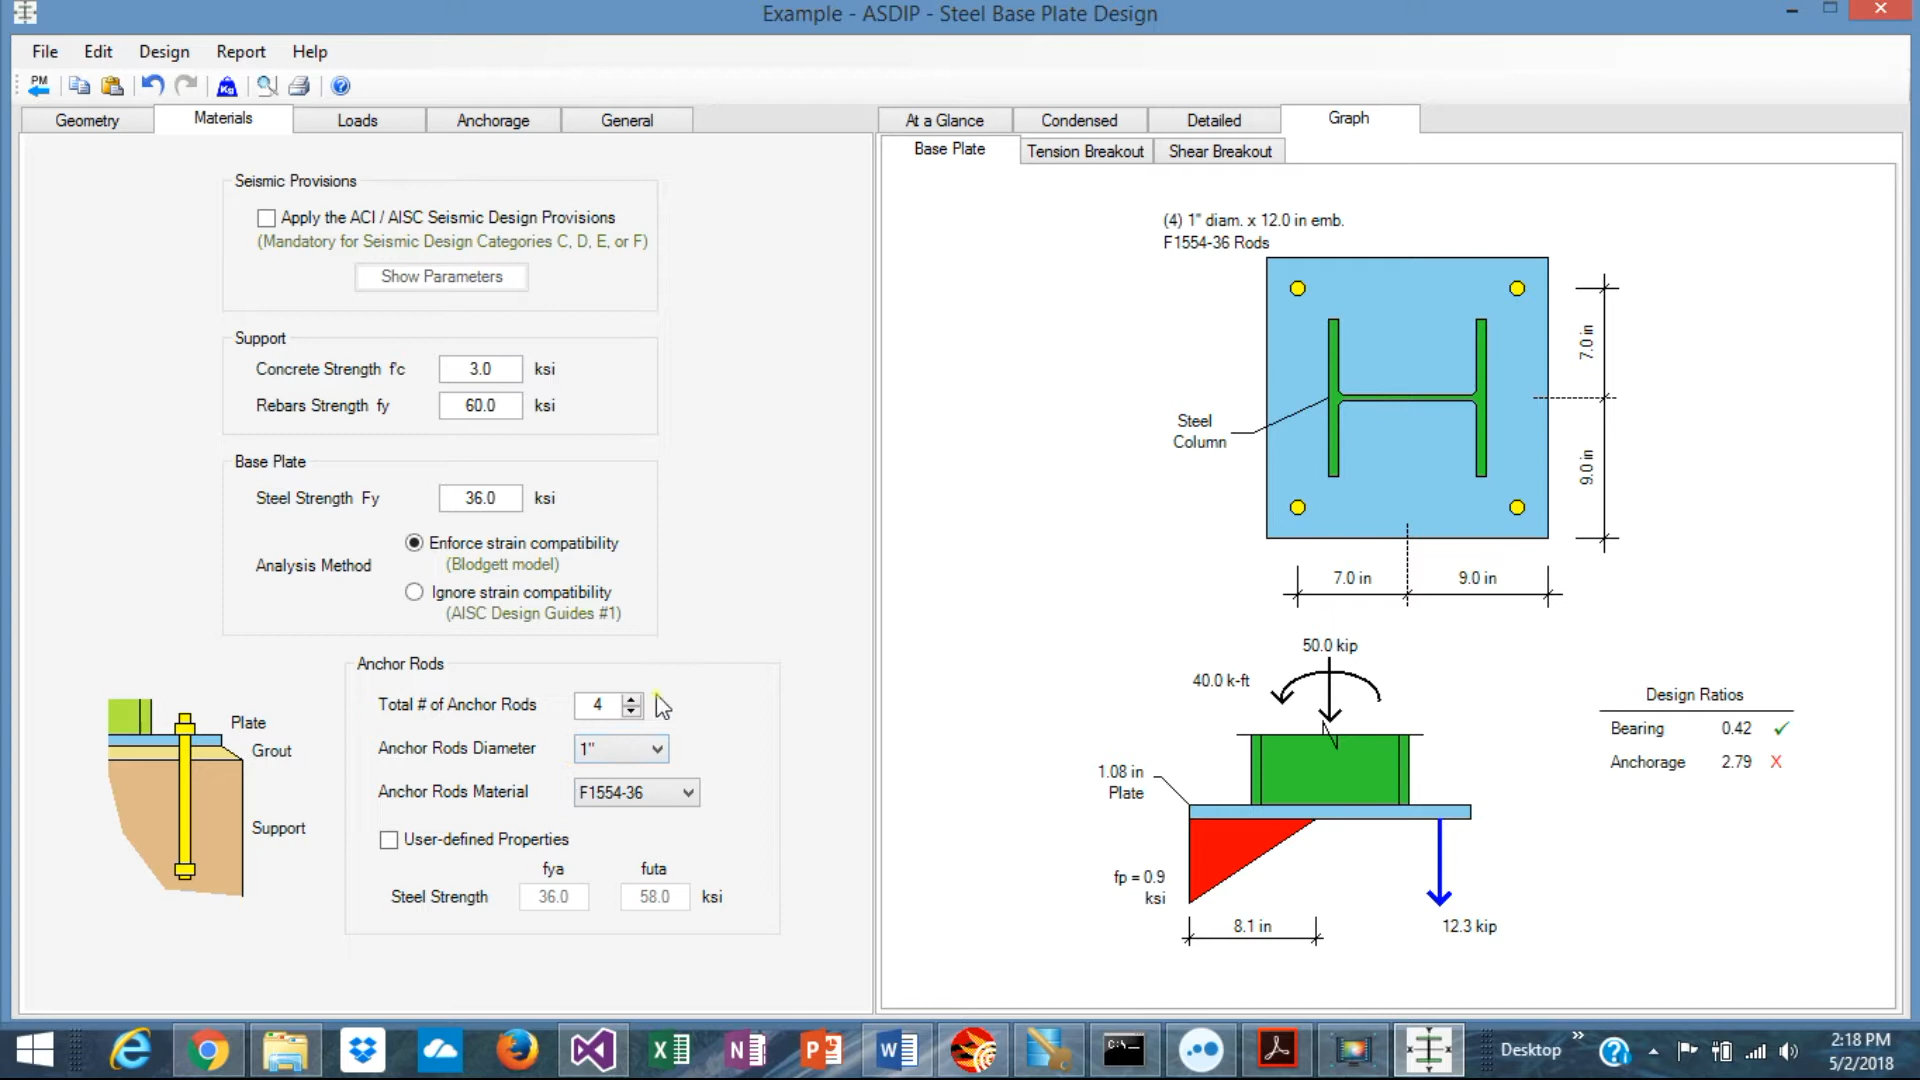 Example - ASDIP - Steel Base Plate Design
File Edit Design Report Help
PM
Kg
Geometry Materials Loads Anchorage General
At a Glance Condensed Detailed Graph
Base Plate Tension Breakout Shear Breakout
Seismic Provisions
Apply the ACI / AISC Seismic Design Provisions
(Mandatory for Seismic Design Categories C, D, E, or F)
Show Parameters
Support
Concrete Strength f'c 3.0 ksi
Rebars Strength fy 60.0 ksi
Base Plate
Steel Strength Fy 36.0 ksi
Analysis Method
Enforce strain compatibility
(Blodgett model)
Ignore strain compatibility
(AISC Design Guides #1)
Anchor Rods
Total # of Anchor Rods 4
Anchor Rods Diameter 1"
Anchor Rods Material F1554-36
User-defined Properties
fya futa
Steel Strength 36.0 58.0 ksi
Plate
Grout
Support
(4) 1" diam. x 12.0 in emb.
F1554-36 Rods
Steel
Column
7.0 in
9.0 in
7.0 in 9.0 in
50.0 kip
40.0 k-ft
1.08 in
Plate
fp = 0.9
ksi
8.1 in
12.3 kip
Design Ratios
Bearing 0.42 ✓
Anchorage 2.79 X
Desktop
2:18 PM
5/2/2018